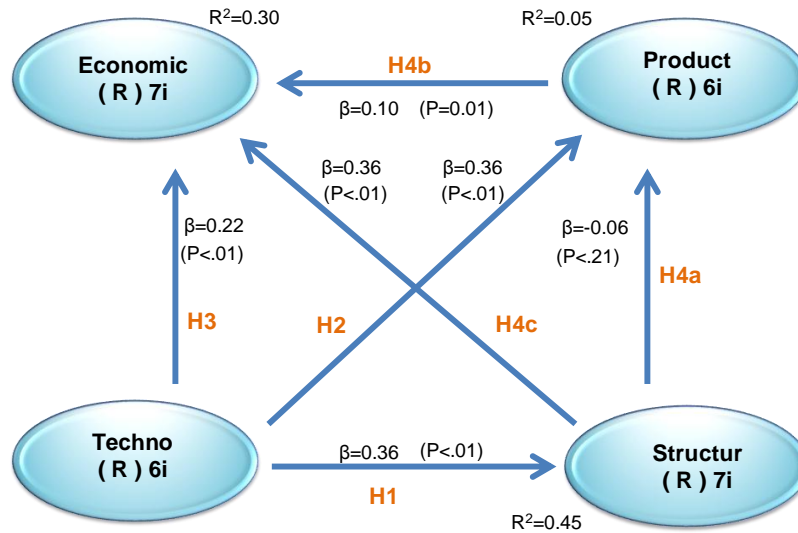 R²=0.30
R²=0.05
Economic
( R ) 7i
H4b
Product
( R ) 6i
β=0.10 (P=0.01)
β=0.36
(P<.01)
β=0.36
(P<.01)
β=0.22
(P<.01)
β=-0.06
(P<.21)
H4a
H3
H2
H4c
Techno
( R ) 6i
β=0.36 (P<.01)
H1
Structur
( R ) 7i
R²=0.45